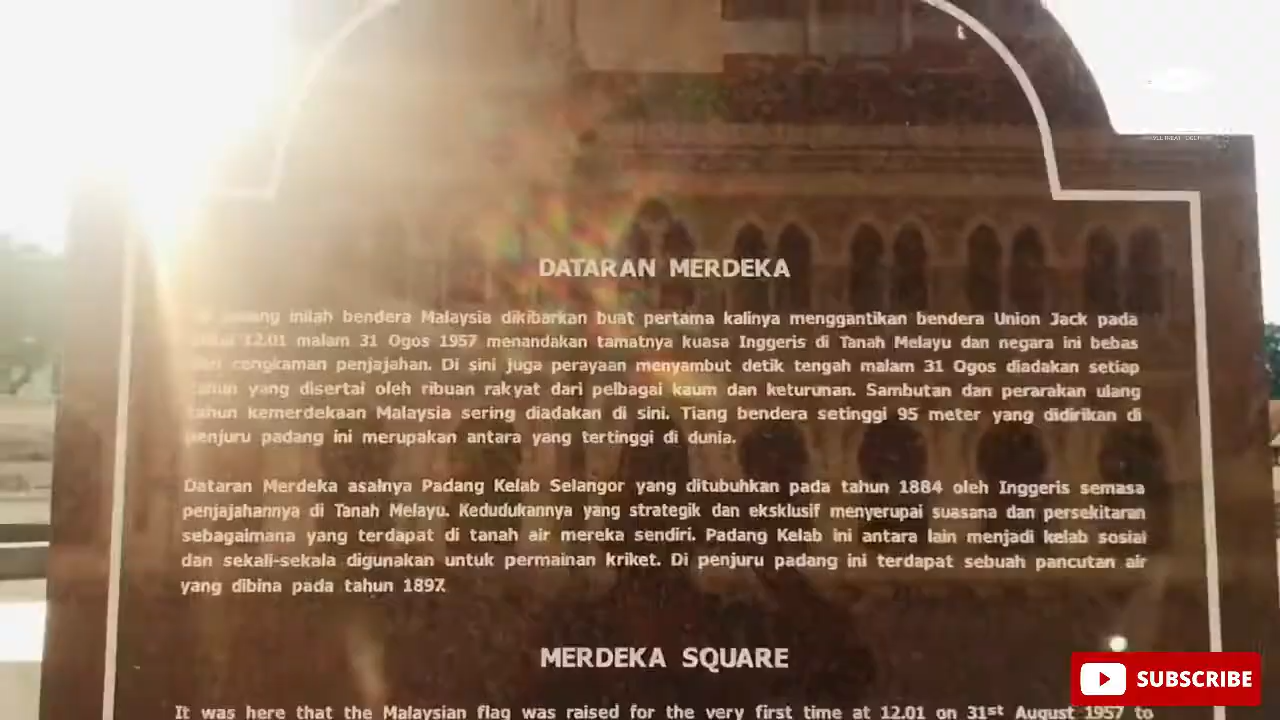 DATARAN MERDEKA
inilah bendera Malaysia dikibarkan buat pertama kalinya menggantikan bendera Union Jack pada
12.01 malam 31 Ogos 1957 menandakan tamatnya kuasa Inggeris di Tanah Melayu dan negara ini bebas
cengkaman penjajahan. Di sini juga perayaan menyambut detik tengah malam 31 Ogos diadakan setiap
tahun yang disertai oleh ribuan rakyat dari pelbagai kaum dan keturunan. Sambutan dan perarakan ulang
tahun kemerdekaan Malaysia sering diadakan di sini. Tiang bendera setinggi 95 meter yang didirikan di
penjuru padang ini merupakan antara yang tertinggi di dunia.
Dataran Merdeka asalnya Padang Kelab Selangor yang ditubuhkan pada tahun 1884 oleh Inggeris semasa
penjajahannya di Tanah Melayu. Kedudukannya yang strategik dan eksklusif menyerupai suasana dan persekitaran
sebagaimana yang terdapat di tanah air mereka sendiri. Padang Kelab ini antara lain menjadi kelab sosial
dan sekali-sekala digunakan untuk permainan kriket. Di penjuru padang ini terdapat sebuah pancutan air
yang dibina pada tahun 1897.
MERDEKA SQUARE
It was here that the Malaysian flag was raised for the very first time at 12.01 on 31st August 1957 to
SUBSCRIBE